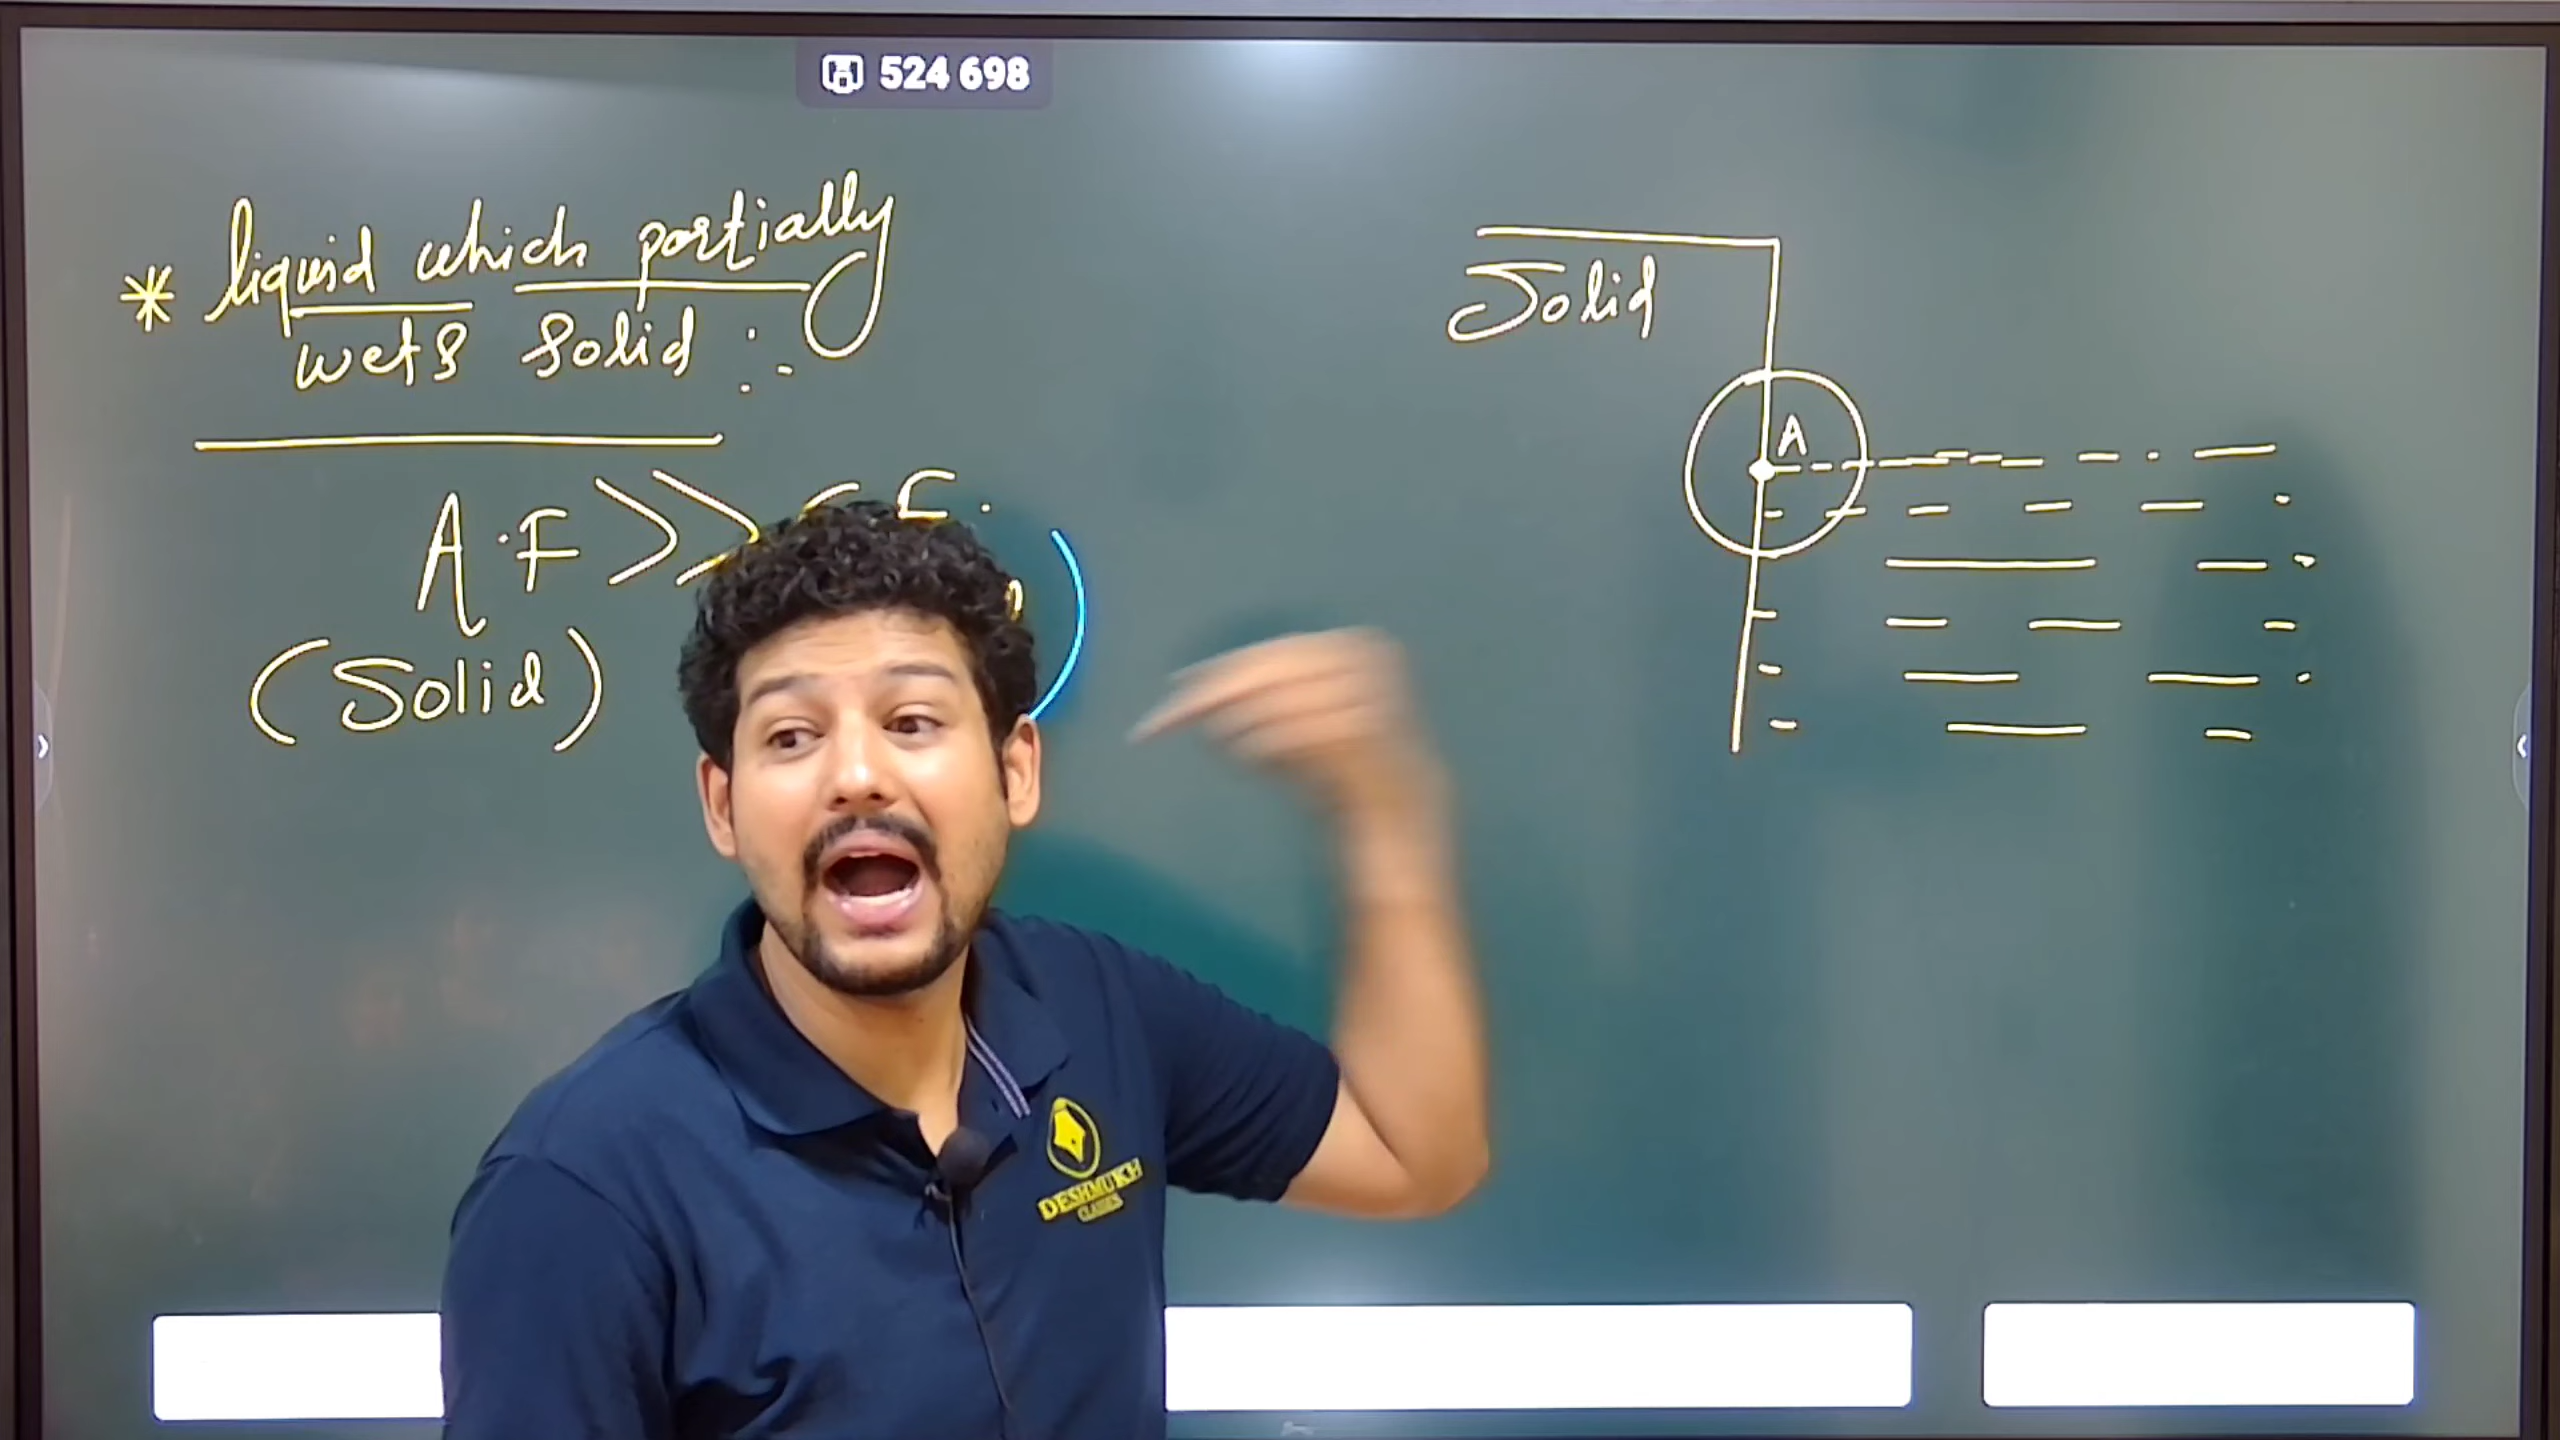 524 698
* liquid which partially
wets solid :-
A.F >>
(Solid)
Solid
A
DESHMUKH
CLASSES